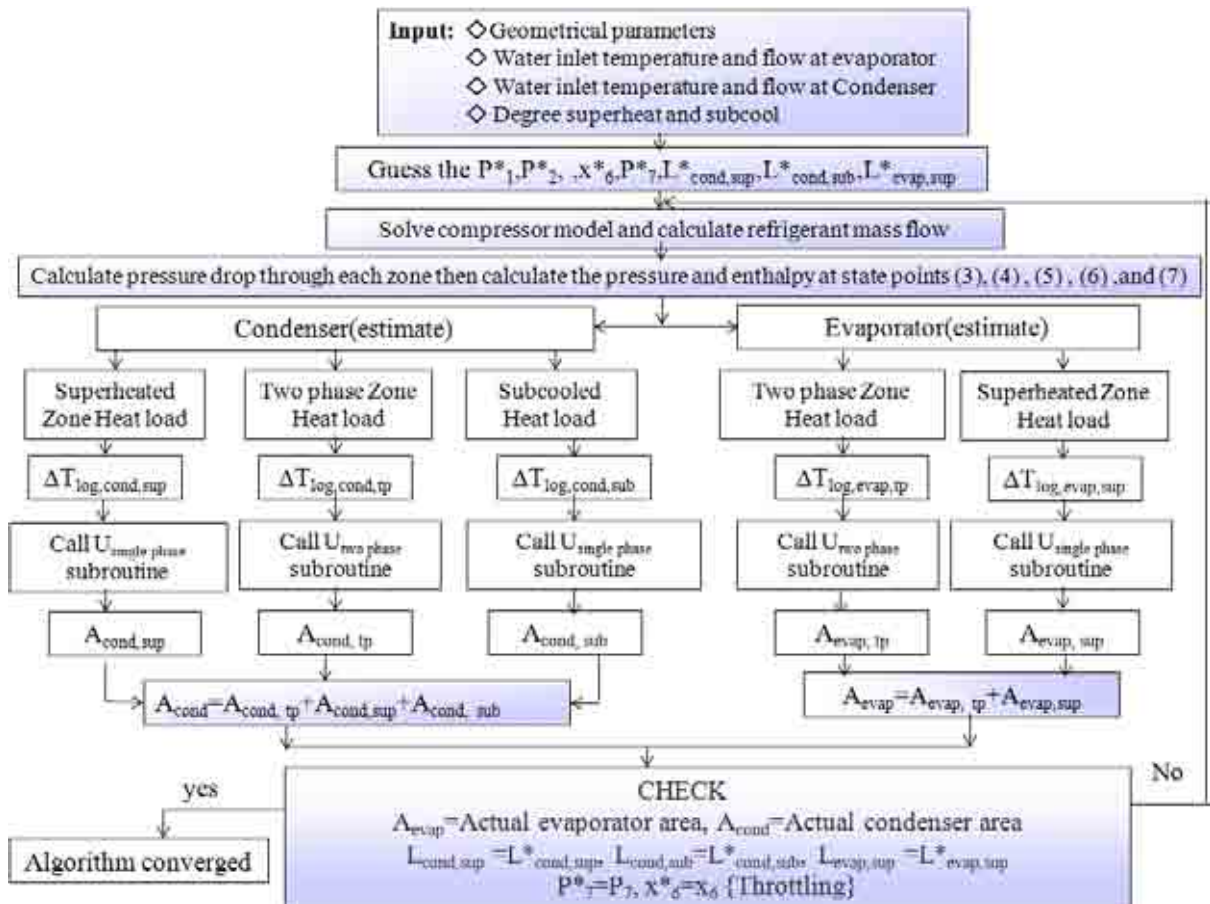 Input: ◇ Geometrical parameters
◇ Water inlet temperature and flow at evaporator
◇ Water inlet temperature and flow at Condenser
◇ Degree superheat and subcool
Guess the P*1,P*2, ,x*6,P*7,L*cond,sup,L*cond,sub,L*evap,sup
Solve compressor model and calculate refrigerant mass flow
Calculate pressure drop through each zone then calculate the pressure and enthalpy at state points (3), (4) , (5) , (6) ,and (7)
Condenser(estimate)
Evaporator(estimate)
Superheated
Zone Heat load
Two phase Zone
Heat load
Subcooled
Heat load
Two phase Zone
Heat load
Superheated Zone
Heat load
ΔTlog,cond,sup
ΔTlog,cond,tp
ΔTlog,cond,sub
ΔTlog,evap,tp
ΔTlog,evap,sup
Call Usingle phase
subroutine
Call Utwo phase
subroutine
Call Usingle phase
subroutine
Call Utwo phase
subroutine
Call Usingle phase
subroutine
Acond,sup
Acond, tp
Acond, sub
Aevap, tp
Aevap, sup
Acond=Acond, tp+Acond,sup+Acond, sub
Aevap=Aevap, tp+Aevap,sup
yes
CHECK
No
Aevap=Actual evaporator area, Acond=Actual condenser area
Lcond,sup =L*cond,sup, Lcond,sub=L*cond,sub, Levap,sup =L*evap,sup
P*7=P7, x*6=x6 {Throttling}
Algorithm converged